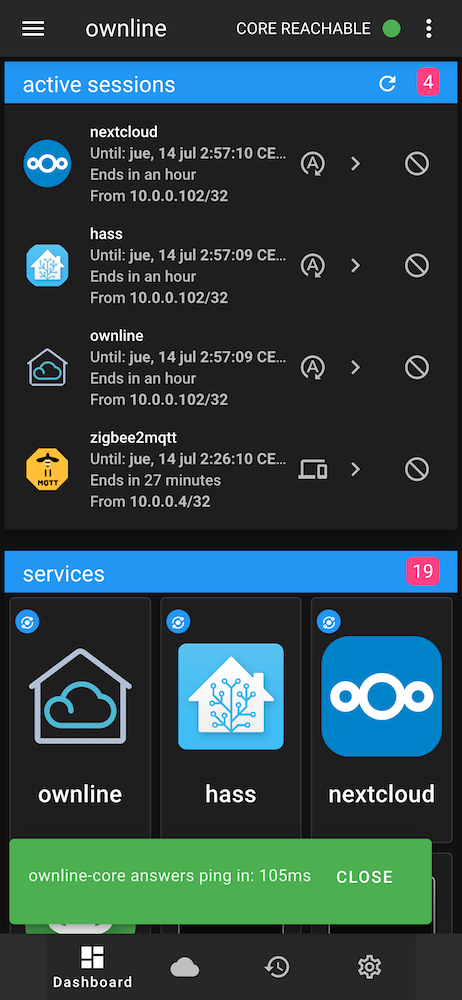 ownline
CORE REACHABLE
active sessions
4
nextcloud
Until: jue, 14 jul 2:57:10 CE…
Ends in an hour
From 10.0.0.102/32
hass
Until: jue, 14 jul 2:57:09 CE…
Ends in an hour
From 10.0.0.102/32
ownline
Until: jue, 14 jul 2:57:09 CE…
Ends in an hour
From 10.0.0.102/32
zigbee2mqtt
Until: jue, 14 jul 2:26:10 CE…
Ends in 27 minutes
From 10.0.0.4/32
MQTT
services
19
ownline
hass
nextcloud
ownline-core answers ping in: 105ms
CLOSE
Dashboard